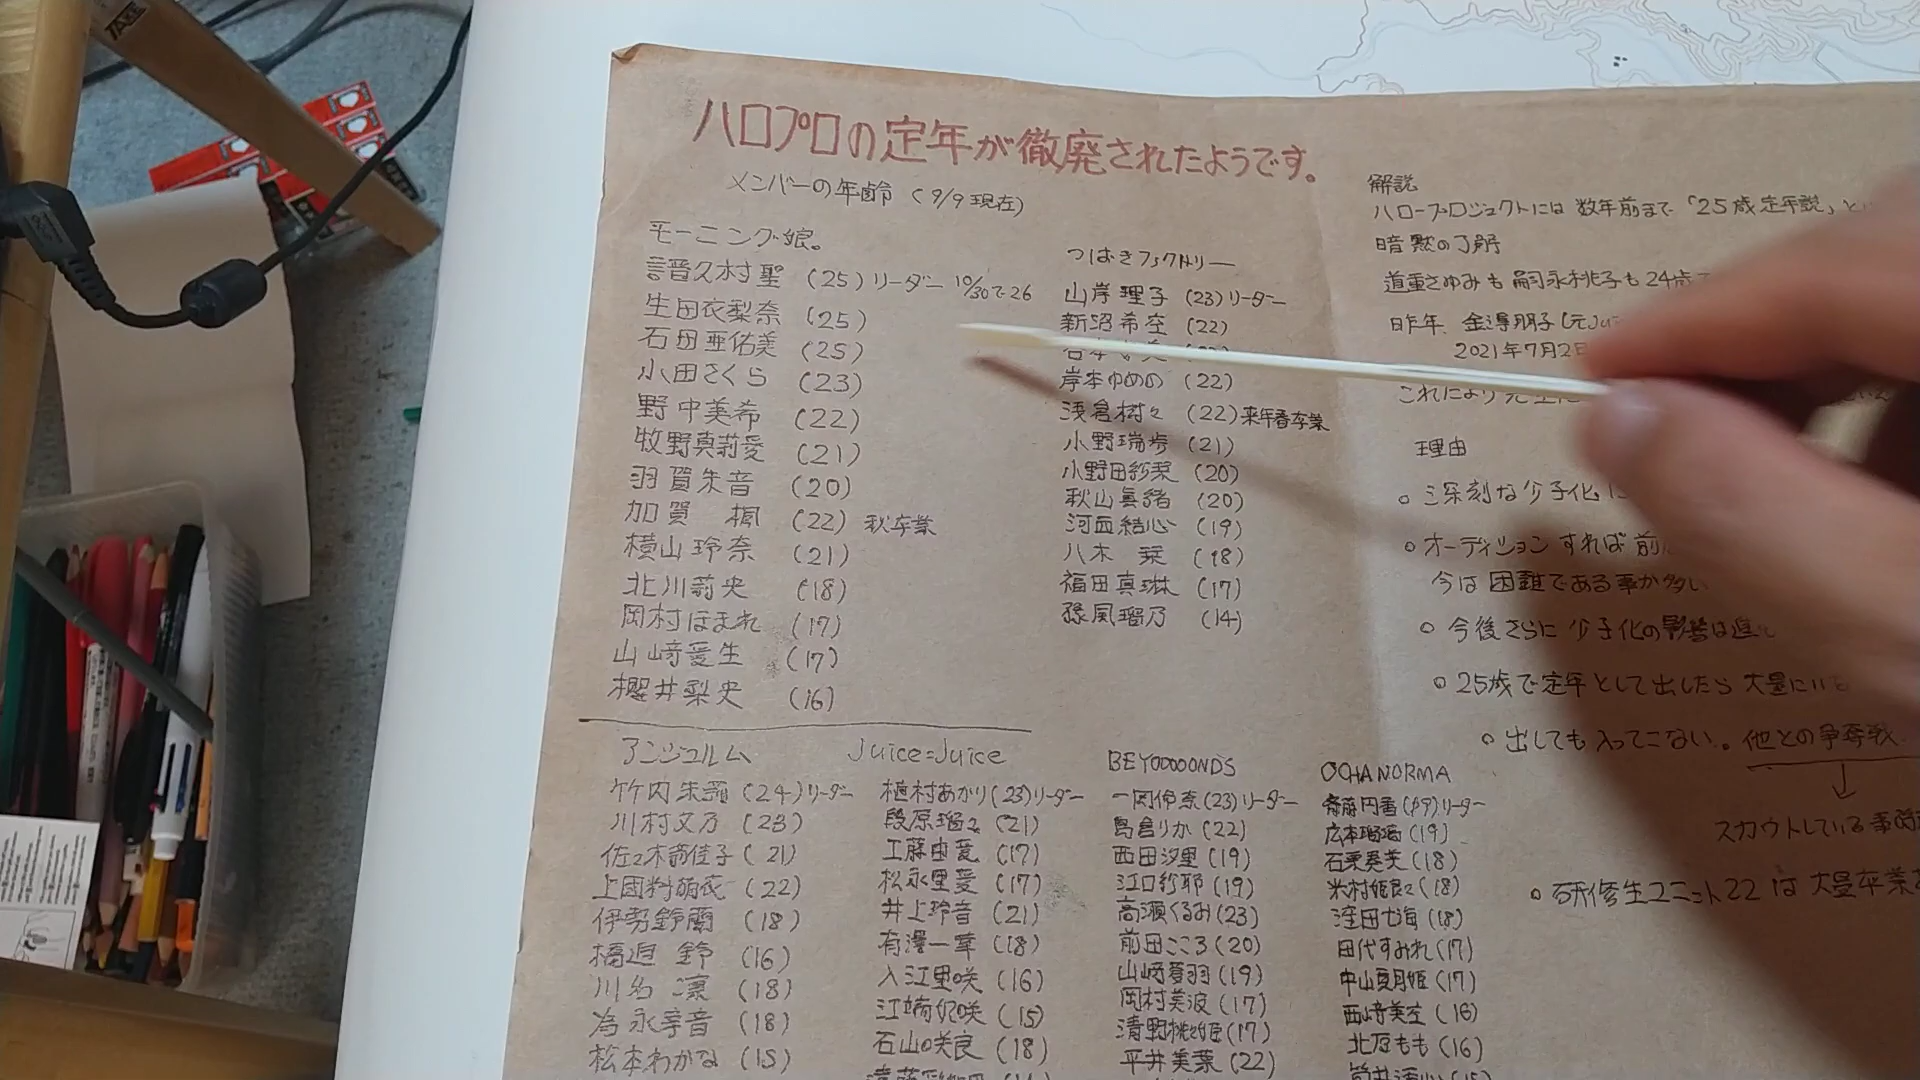 ハロプロの定年が徹廃されたようです。
メンバーの年齢 (9/9現在)
モーニング娘。
譜久村聖 (25) リーダー 10/30で26
生田衣梨奈 (25)
石田亜佑美 (25)
小田さくら (23)
野中美希 (22)
牧野真莉愛 (21)
羽賀朱音 (20)
加賀 楓 (22) 秋卒業
横山玲奈 (21)
北川莉央 (18)
岡村ほまれ (17)
山﨑愛生 (17)
櫻井梨央 (16)
つばきファクトリー
山岸理子 (23) リーダー
新沼希空 (22)
岸本ゆめの (22)
浅倉樹々 (22) 来年春卒業
小野瑞歩 (21)
小野田紗栞 (20)
秋山眞緒 (20)
河西結心 (19)
八木 栞 (18)
福田真琳 (17)
豫風瑠乃 (14)
アンジュルム
竹内朱莉 (24) リーダー
川村文乃 (23)
佐々木莉佳子 (21)
上國料萌衣 (22)
伊勢鈴蘭 (18)
橋迫 鈴 (16)
川名 凜 (18)
為永幸音 (18)
松本わかな (15)
Juice=Juice
植村あかり (23) リーダー
段原瑠々 (21)
工藤由愛 (17)
松永里愛 (17)
井上玲音 (21)
有澤一華 (18)
入江里咲 (16)
江端妃咲 (15)
石山咲良 (18)
BEYOOOOONDS
一岡伶奈 (23) リーダー
島倉りか (22)
西田汐里 (19)
江口紗耶 (19)
高瀬くるみ (23)
前田こころ (20)
山﨑夢羽 (19)
岡村美波 (17)
清野桃々姫 (17)
平井美葉 (22)
OCHA NORMA
斉藤円香 (19) リーダー
広本瑠璃 (19)
石栗奏美 (18)
米村姫良々 (18)
窪田七海 (18)
田代すみれ (17)
中山夏月姫 (17)
西﨑美空 (16)
北原もも (16)
解説
ハロープロジェクトには 数年前まで「25歳定年説」と
暗黙の了解
道重さゆみも 嗣永桃子も 24歳
昨年 金澤朋子(元Ju
2021年7月2
これにより
理由
○ 深刻な少子化
○ オーディションすれば 前
今は 困難である事が多い
○ 今後さらに 少子化の影響は進
○ 25歳で定年として出したら 大量に
○ 出しても 入ってこない。他との争奪戦
↓
スカウトしている事務
○ 研修生ユニット22 は 大量卒業